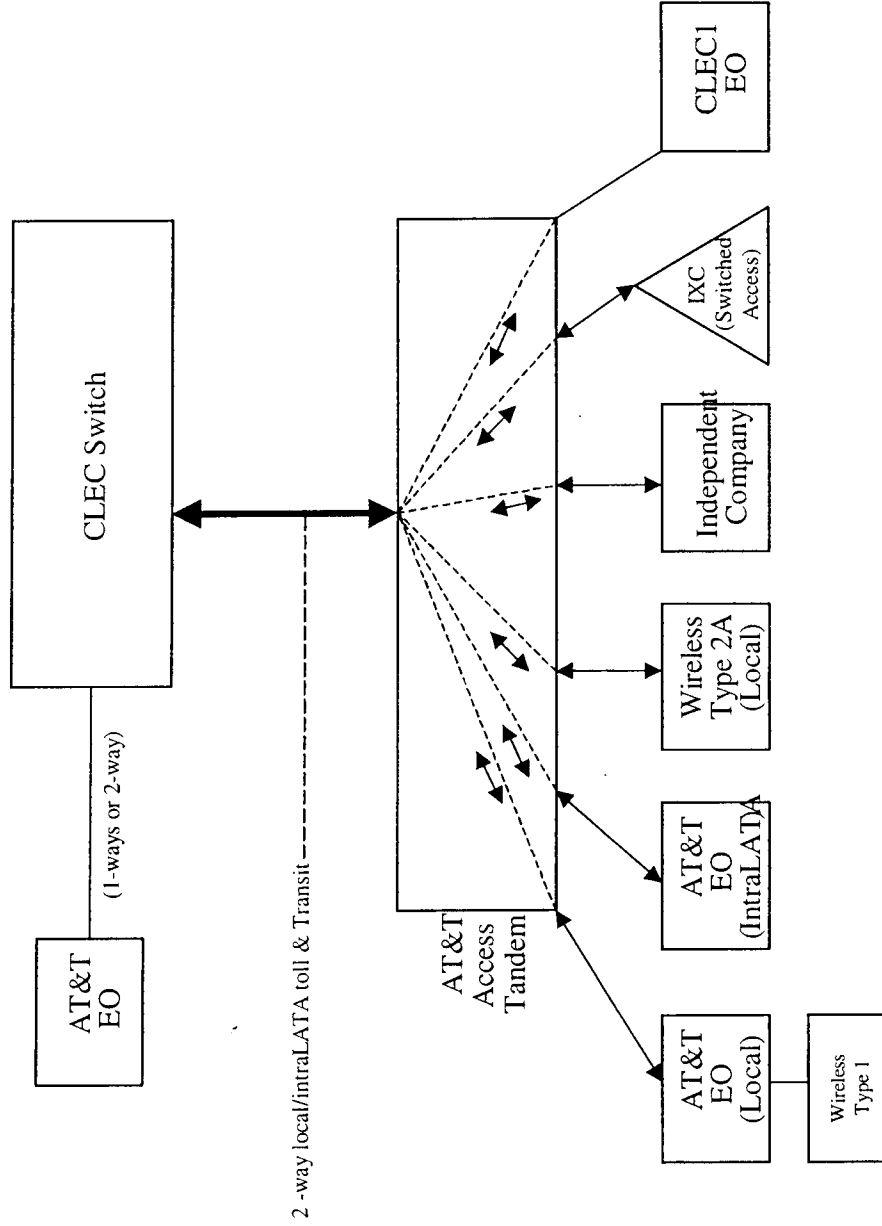 CLEC Switch
AT&T
EO
(1-ways or 2-way)
2 -way local/intraLATA toll & Transit
AT&T
Access
Tandem
AT&T
EO
(Local)
Wireless
Type 1
AT&T
EO
(IntraLATA)
Wireless
Type 2A
(Local)
Independent
Company
IXC
(Switched
Access)
CLEC1
EO